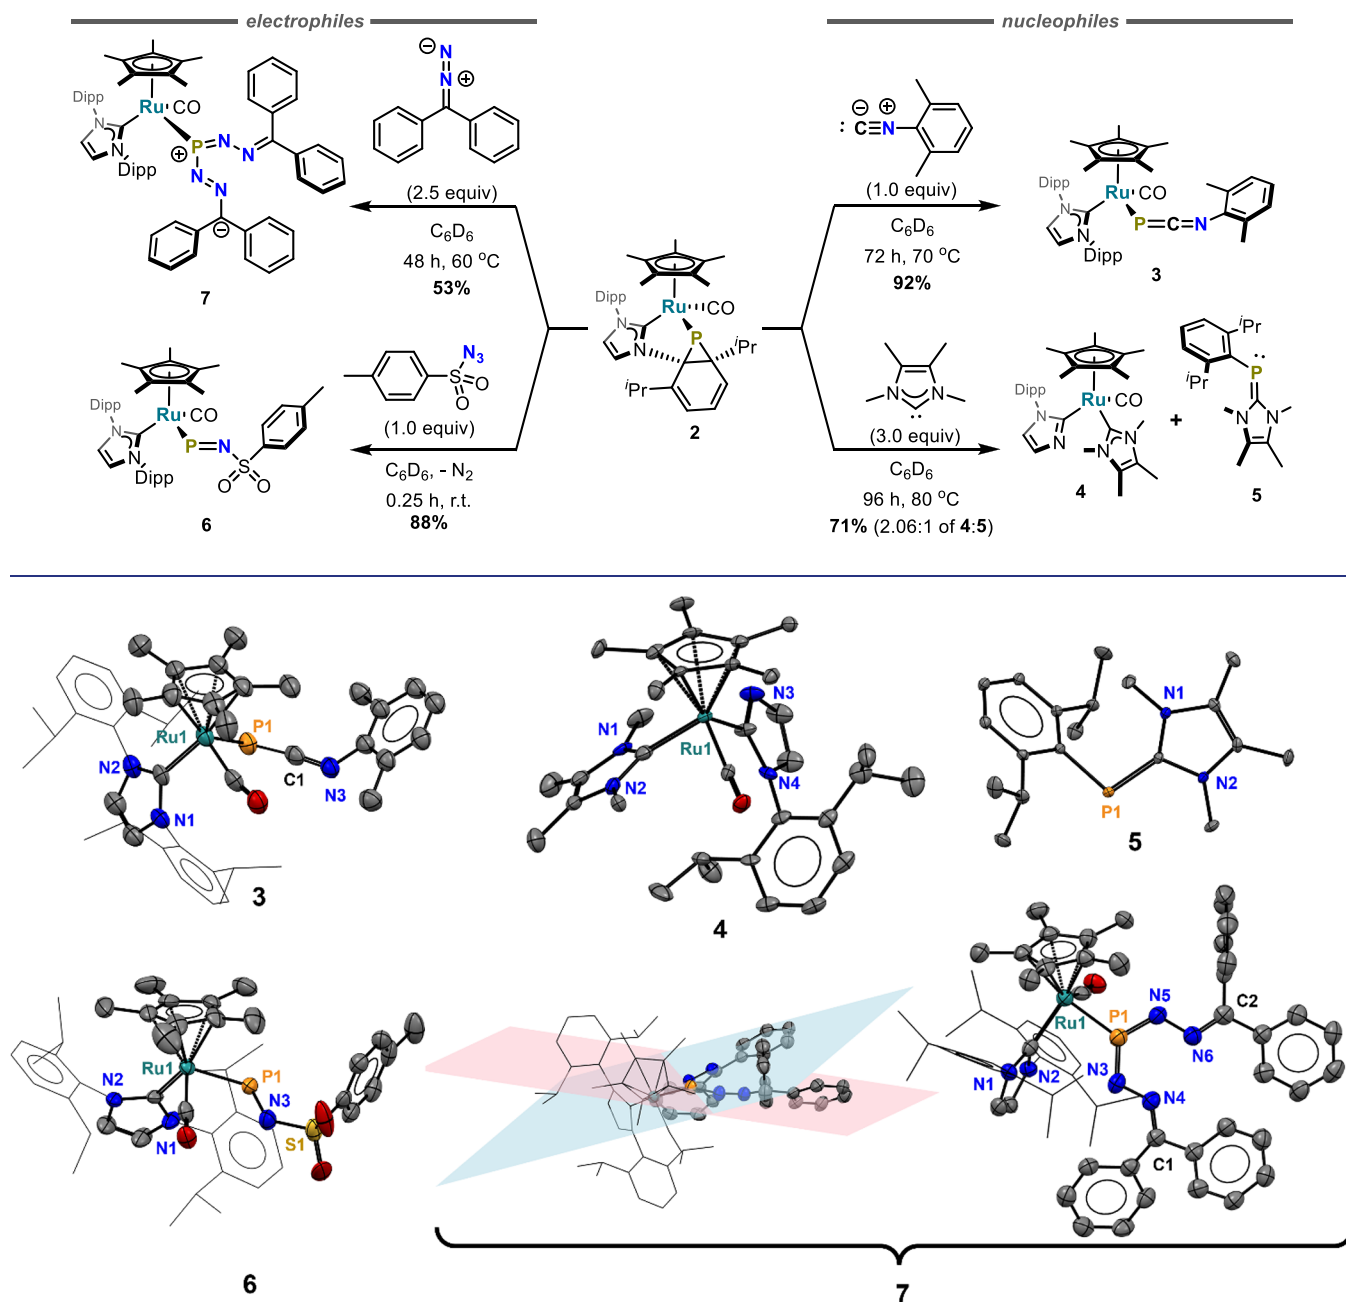 electrophiles
nucleophiles
Dipp
Ru
CO
N
N
Dipp
P
⊕
N
N
N
N
⊖
7
⊖ N
N ⊕
(2.5 equiv)
C6D6
48 h, 60 °C
53%
Dipp
Ru
CO
N
N
Dipp
P
N
S
O
O
6
N3
S
O
O
(1.0 equiv)
C6D6, - N2
0.25 h, r.t.
88%
Dipp
Ru
CO
N
N
P
iPr
iPr
2
⊖ ⊕
:C≡N
(1.0 equiv)
C6D6
72 h, 70 °C
92%
Dipp
Ru
CO
N
N
Dipp
P=C=N
3
N
N
:
(3.0 equiv)
C6D6
96 h, 80 °C
71% (2.06:1 of 4:5)
Dipp
Ru
CO
N
N
N
N
4
+
iPr
iPr
P
N
N
5
Ru1
P1
C1
N3
N2
N1
3
N1
N2
Ru1
N3
N4
4
N1
N2
P1
5
Ru1
P1
N2
N3
N1
S1
6
Ru1
P1
N5
N6
C2
N1
N2
N3
N4
C1
7